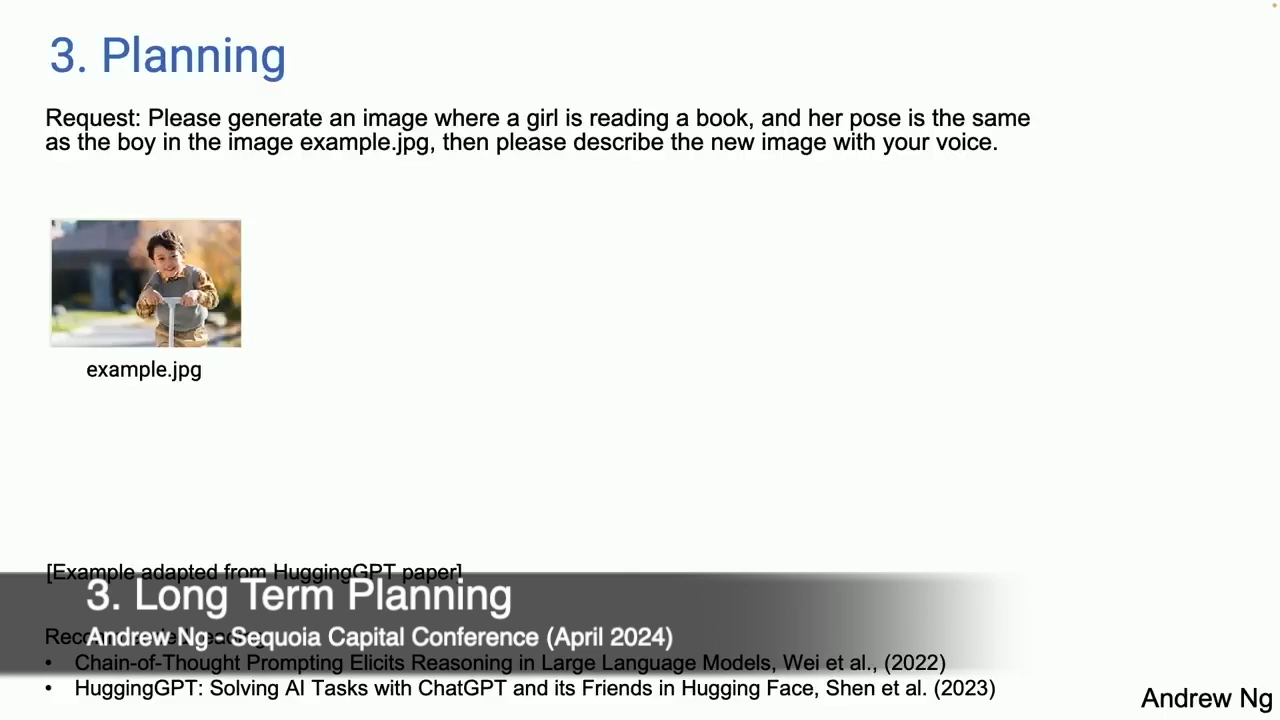 3. Planning
Request: Please generate an image where a girl is reading a book, and her pose is the same
as the boy in the image example.jpg, then please describe the new image with your voice.
example.jpg
[Example adapted from HuggingGPT paper]
3. Long Term Planning
Andrew Ng - Sequoia Capital Conference (April 2024)
• Chain-of-Thought Prompting Elicits Reasoning in Large Language Models, Wei et al., (2022)
• HuggingGPT: Solving AI Tasks with ChatGPT and its Friends in Hugging Face, Shen et al. (2023)
Andrew Ng